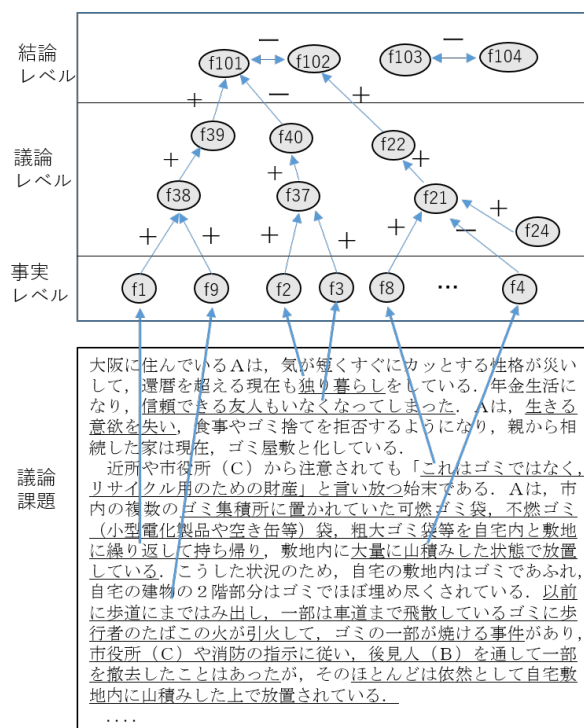 結論
レベル
f101
−
f102
f103
−
f104
+
−
+
f39
f40
f22
議論
レベル
+
+
+
f38
f37
f21
+
f24
+
+
+
+
+
−
事実
レベル
f1
f9
f2
f3
f8
…
f4
議論
課題
大阪に住んでいるAは，気が短くすぐにカッとする性格が災い
して，還暦を超える現在も独り暮らしをしている．年金生活に
なり，信頼できる友人もいなくなってしまった．Aは，生きる
意欲を失い，食事やゴミ捨てを拒否するようになり，親から相
続した家は現在，ゴミ屋敷と化している．
近所や市役所（C）から注意されても「これはゴミではなく，
リサイクル用のための財産」と言い放つ始末である．Aは，市
内の複数のゴミ集積所に置かれていた可燃ゴミ袋，不燃ゴミ
（小型電化製品や空き缶等）袋，粗大ゴミ袋等を自宅内と敷地
に繰り返して持ち帰り，敷地内に大量に山積みした状態で放置
している．こうした状況のため，自宅の敷地内はゴミであふれ，
自宅の建物の２階部分はゴミでほぼ埋め尽くされている．以前
に歩道にまではみ出し，一部は車道まで飛散しているゴミに歩
行者のたばこの火が引火して，ゴミの一部が焼ける事件があり，
市役所（C）や消防の指示に従い，後見人（B）を通して一部
を撤去したことはあったが，そのほとんどは依然として自宅敷
地内に山積みした上で放置されている．
‥‥